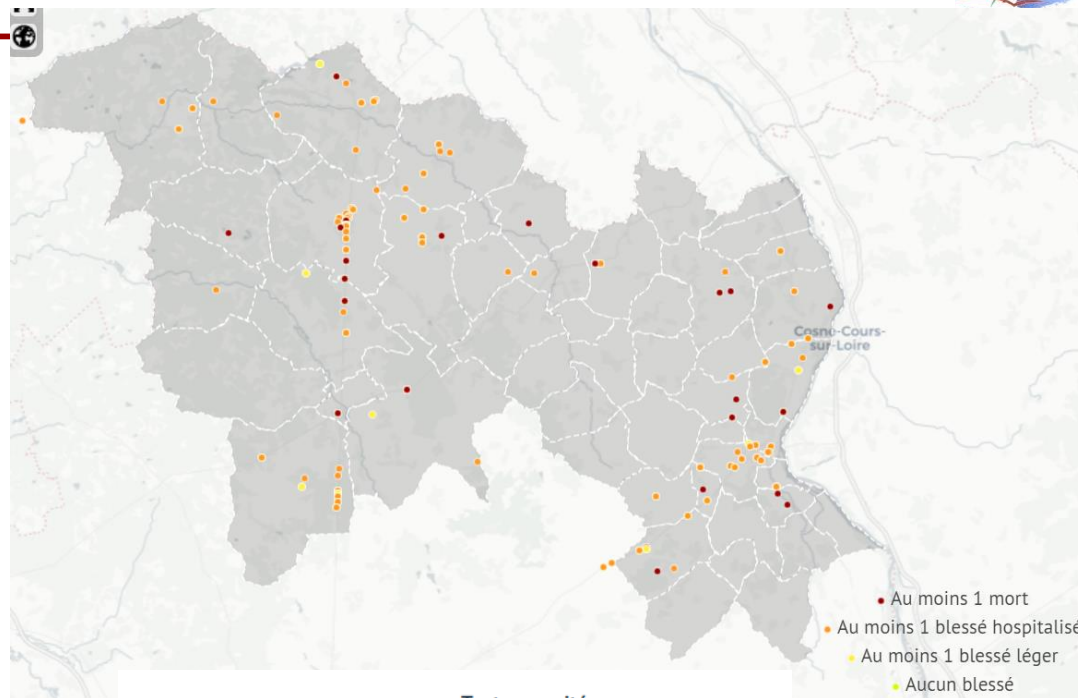 Cosne-Cours-
sur-Loire
Au moins 1 mort
Au moins 1 blessé hospitalisé
Au moins 1 blessé léger
Aucun blessé